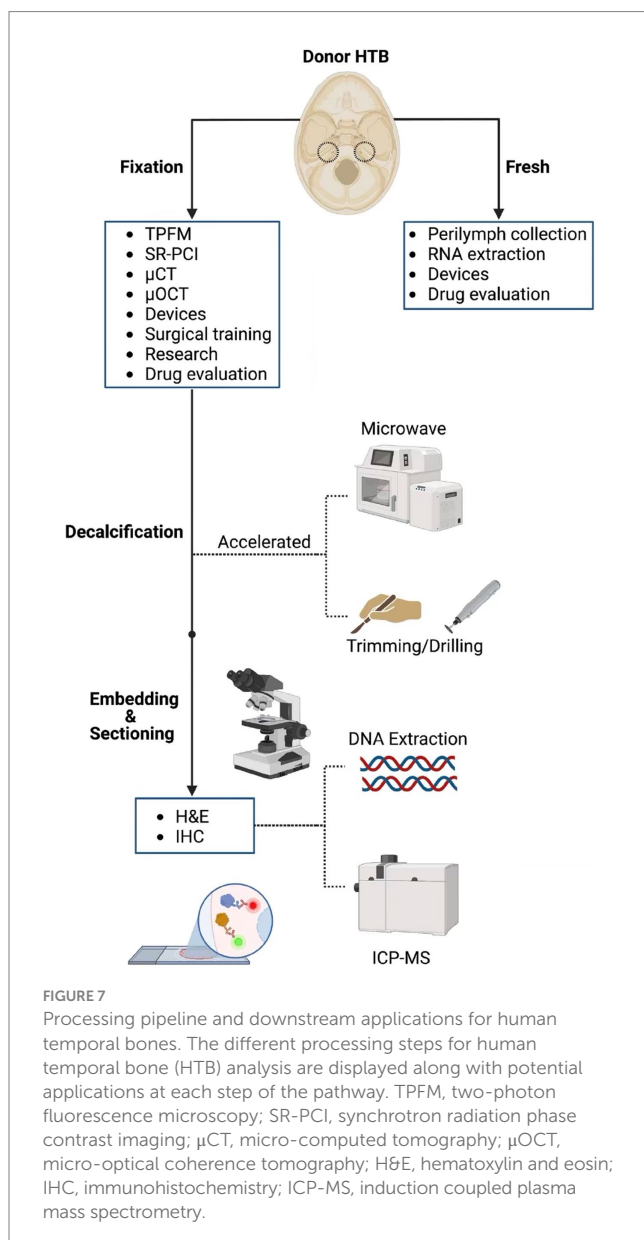 Donor HTB
Fixation
Fresh
• TPFM
• SR-PCI
• μCT
• μOCT
• Devices
• Surgical training
• Research
• Drug evaluation
• Perilymph collection
• RNA extraction
• Devices
• Drug evaluation
Microwave
Decalcification
Accelerated
Trimming/Drilling
Embedding
&
Sectioning
DNA Extraction
• H&E
• IHC
ICP-MS
FIGURE 7
Processing pipeline and downstream applications for human
temporal bones. The different processing steps for human
temporal bone (HTB) analysis are displayed along with potential
applications at each step of the pathway. TPFM, two-photon
fluorescence microscopy; SR-PCI, synchrotron radiation phase
contrast imaging; μCT, micro-computed tomography; μOCT,
micro-optical coherence tomography; H&E, hematoxylin and eosin;
IHC, immunohistochemistry; ICP-MS, induction coupled plasma
mass spectrometry.